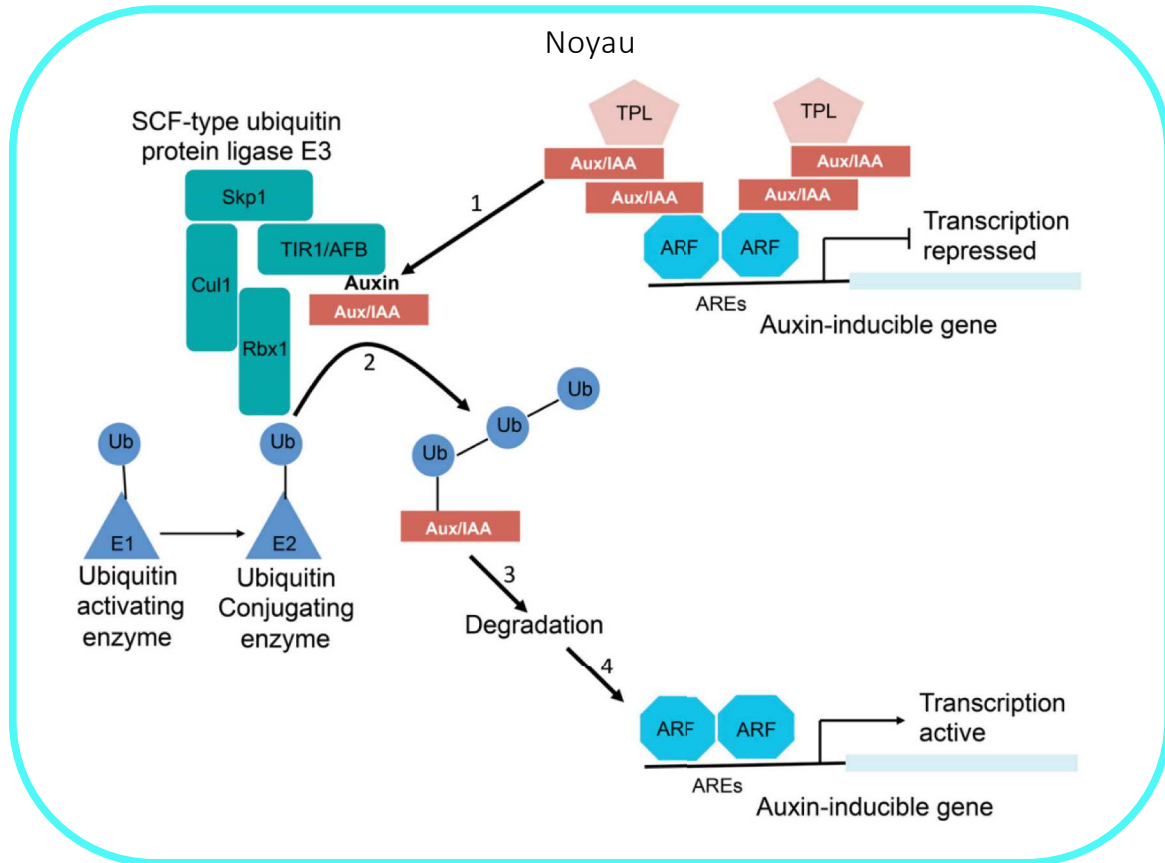 Noyau
SCF-type ubiquitin
protein ligase E3
Skp1
TIR1/AFB
Cul1
Auxin
Aux/IAA
Rbx1
1
TPL
TPL
Aux/IAA
Aux/IAA
Aux/IAA
Aux/IAA
ARF
ARF
Transcription
repressed
AREs
Auxin-inducible gene
2
Ub
Ub
Ub
Ub
Ub
E1
E2
Aux/IAA
Ubiquitin
activating
enzyme
Ubiquitin
Conjugating
enzyme
3
Degradation
4
ARF
ARF
Transcription
active
AREs
Auxin-inducible gene